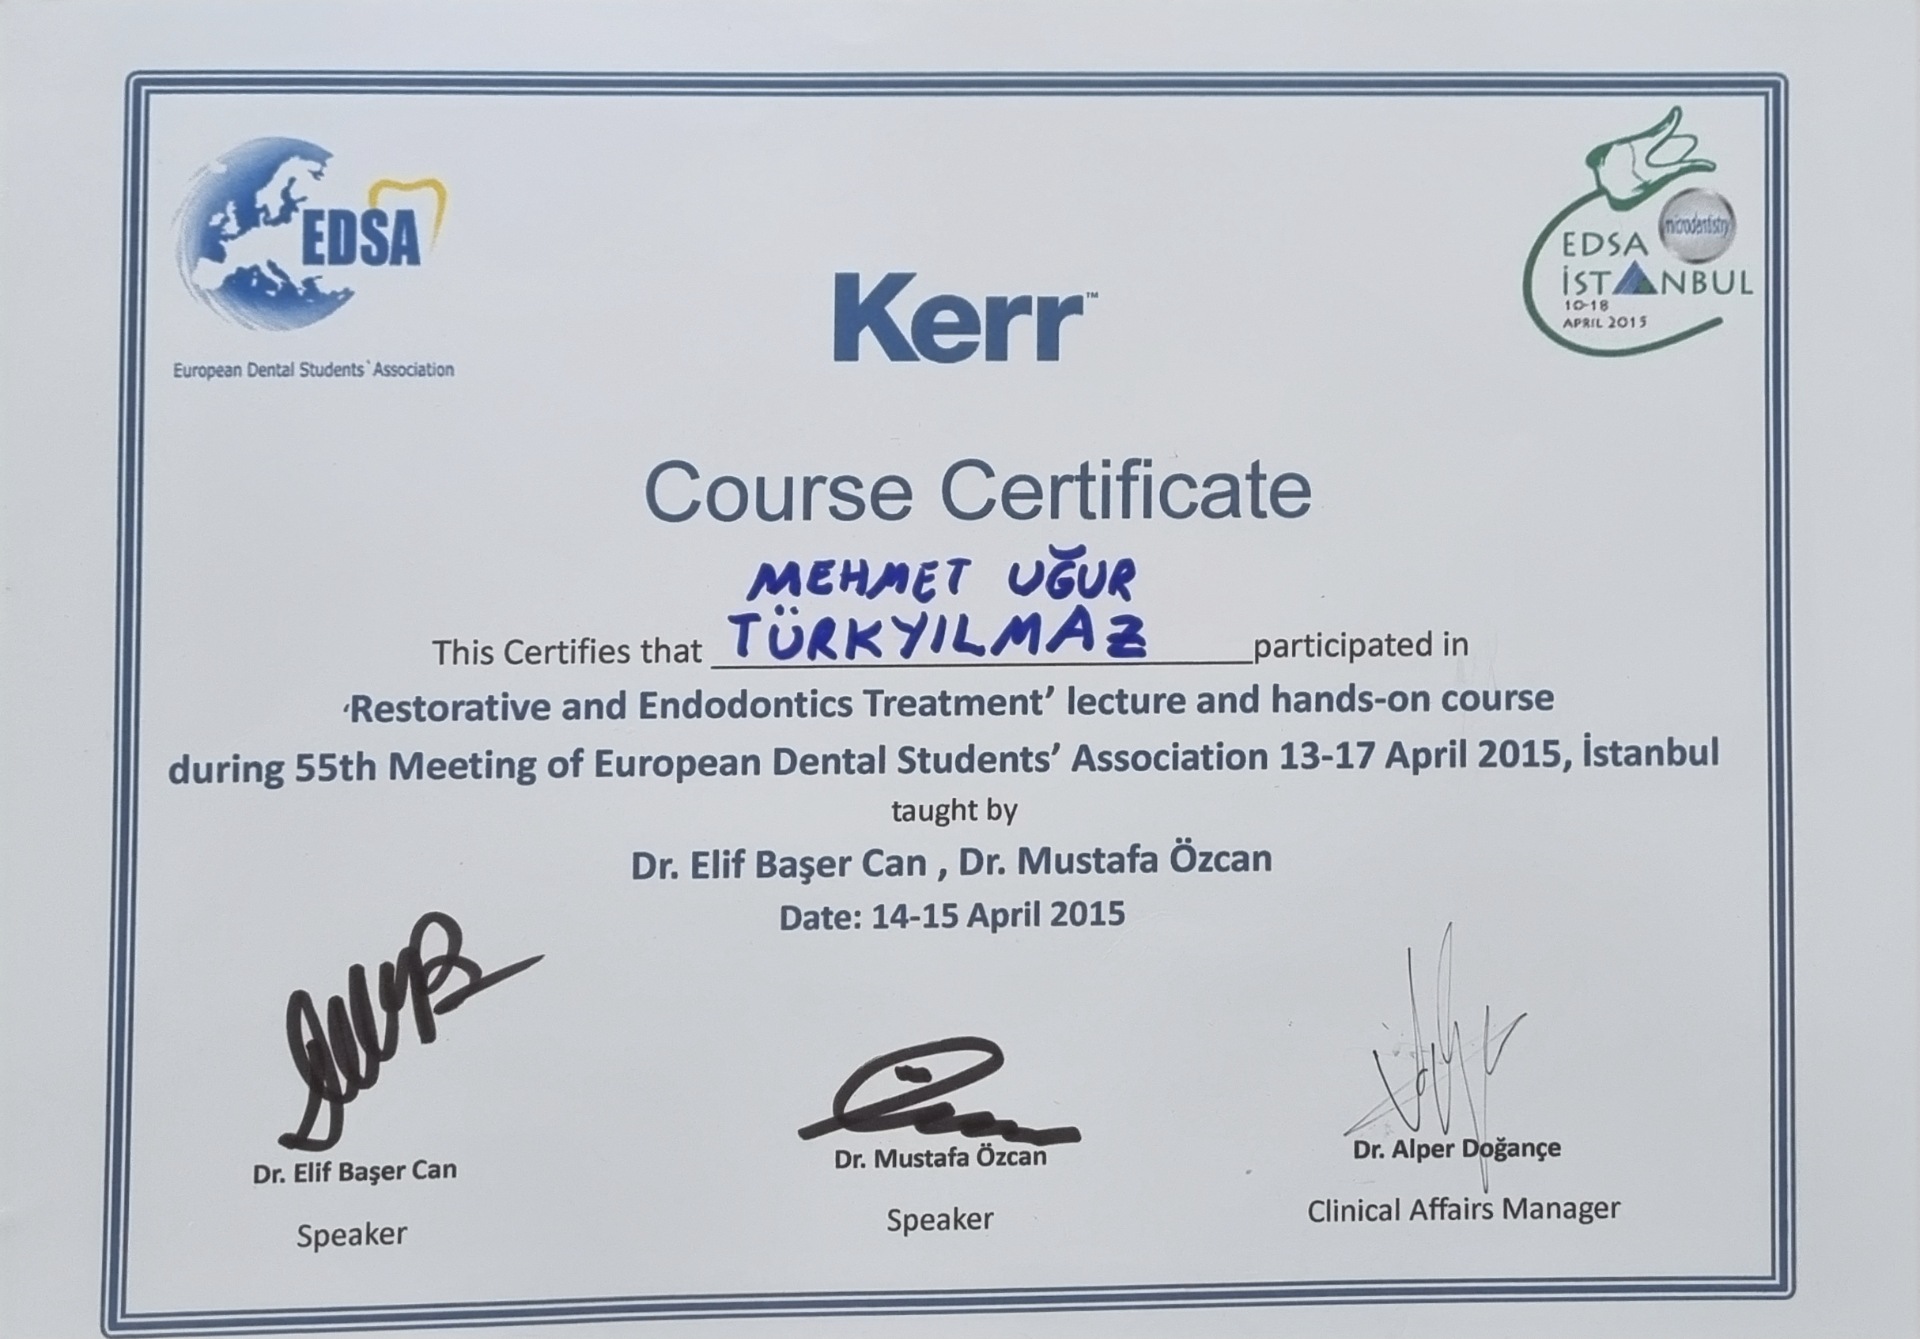 EDSA
European Dental Students` Association
Kerr™
microdentistry
EDSA
İSTANBUL
10-18
APRIL 2015
Course Certificate
MEHMET UĞUR
This Certifies that TÜRKYILMAZ participated in
‘Restorative and Endodontics Treatment’ lecture and hands-on course
during 55th Meeting of European Dental Students’ Association 13-17 April 2015, İstanbul
taught by
Dr. Elif Başer Can , Dr. Mustafa Özcan
Date: 14-15 April 2015
Dr. Elif Başer Can
Speaker
Dr. Mustafa Özcan
Speaker
Dr. Alper Doğançe
Clinical Affairs Manager